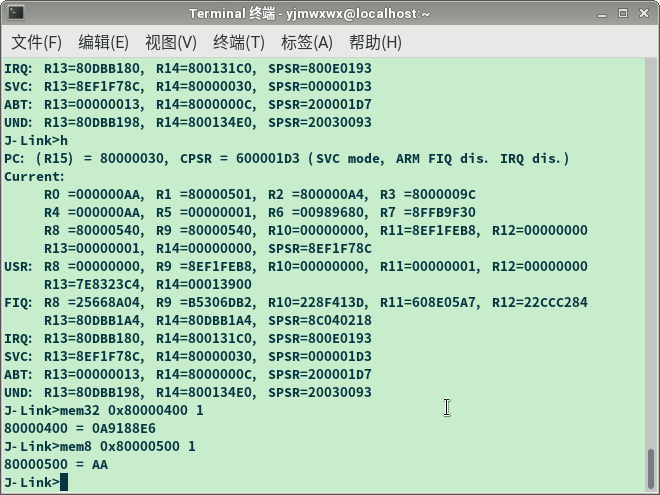 Terminal 终端 - yjmwxwx@localhost:~
文件(F) 编辑(E) 视图(V) 终端(T) 标签(A) 帮助(H)
IRQ: R13=80DBB180, R14=800131C0, SPSR=800E0193
SVC: R13=8EF1F78C, R14=80000030, SPSR=000001D3
ABT: R13=00000013, R14=8000000C, SPSR=200001D7
UND: R13=80DBB198, R14=800134E0, SPSR=20030093
J-Link>h
PC: (R15) = 80000030, CPSR = 600001D3 (SVC mode, ARM FIQ dis. IRQ dis.)
Current:
R0 =000000AA, R1 =80000501, R2 =800000A4, R3 =8000009C
R4 =000000AA, R5 =00000001, R6 =00989680, R7 =8FFB9F30
R8 =80000540, R9 =80000540, R10=00000000, R11=8EF1FEB8, R12=00000000
R13=00000001, R14=00000000, SPSR=8EF1F78C
USR: R8 =00000000, R9 =8EF1FEB8, R10=00000000, R11=00000001, R12=00000000
R13=7E8323C4, R14=00013900
FIQ: R8 =25668A04, R9 =B5306DB2, R10=228F413D, R11=608E05A7, R12=22CCC284
R13=80DBB1A4, R14=80DBB1A4, SPSR=8C040218
IRQ: R13=80DBB180, R14=800131C0, SPSR=800E0193
SVC: R13=8EF1F78C, R14=80000030, SPSR=000001D3
ABT: R13=00000013, R14=8000000C, SPSR=200001D7
UND: R13=80DBB198, R14=800134E0, SPSR=20030093
J-Link>mem32 0x80000400 1
80000400 = 0A9188E6
J-Link>mem8 0x80000500 1
80000500 = AA
J-Link>